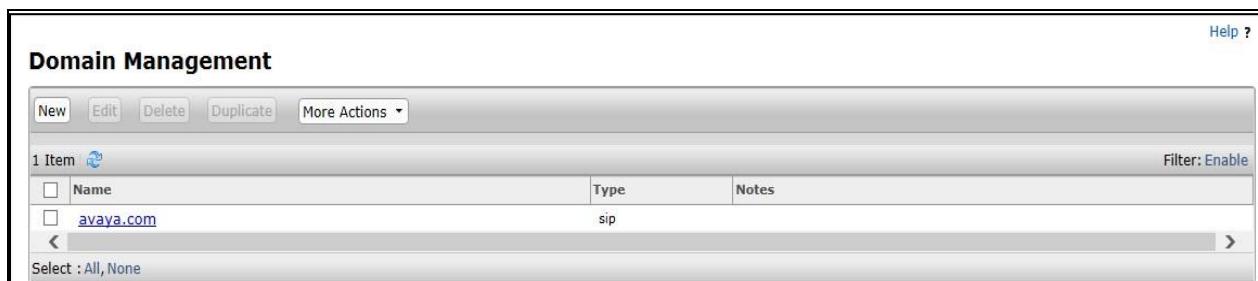 Help ?
Domain Management
New Edit Delete Duplicate More Actions
1 Item Filter: Enable
Name Type Notes
avaya.com sip
Select : All, None